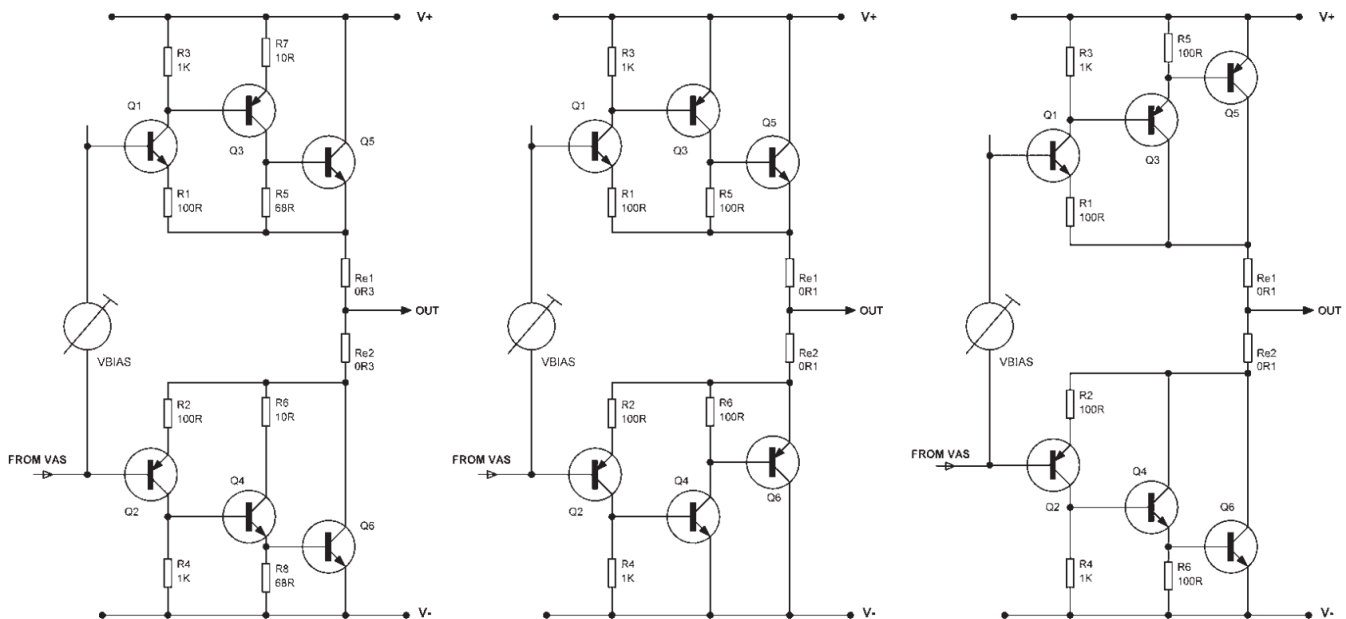 V+
R3
1K
R7
10R
Q1
Q3
Q5
R1
100R
R5
68R
Re1
0R3
OUT
VBIAS
Re2
0R3
R2
100R
R6
10R
FROM VAS
Q2
Q4
Q6
R4
1K
R8
68R
V-
V+
R3
1K
Q1
Q3
Q5
R1
100R
R5
100R
Re1
0R1
OUT
VBIAS
Re2
0R1
R2
100R
R6
100R
FROM VAS
Q2
Q4
Q6
R4
1K
V-
V+
R3
1K
R5
100R
Q1
Q3
Q5
R1
100R
Re1
0R1
OUT
VBIAS
Re2
0R1
R2
100R
FROM VAS
Q2
Q4
Q6
R4
1K
R6
100R
V-